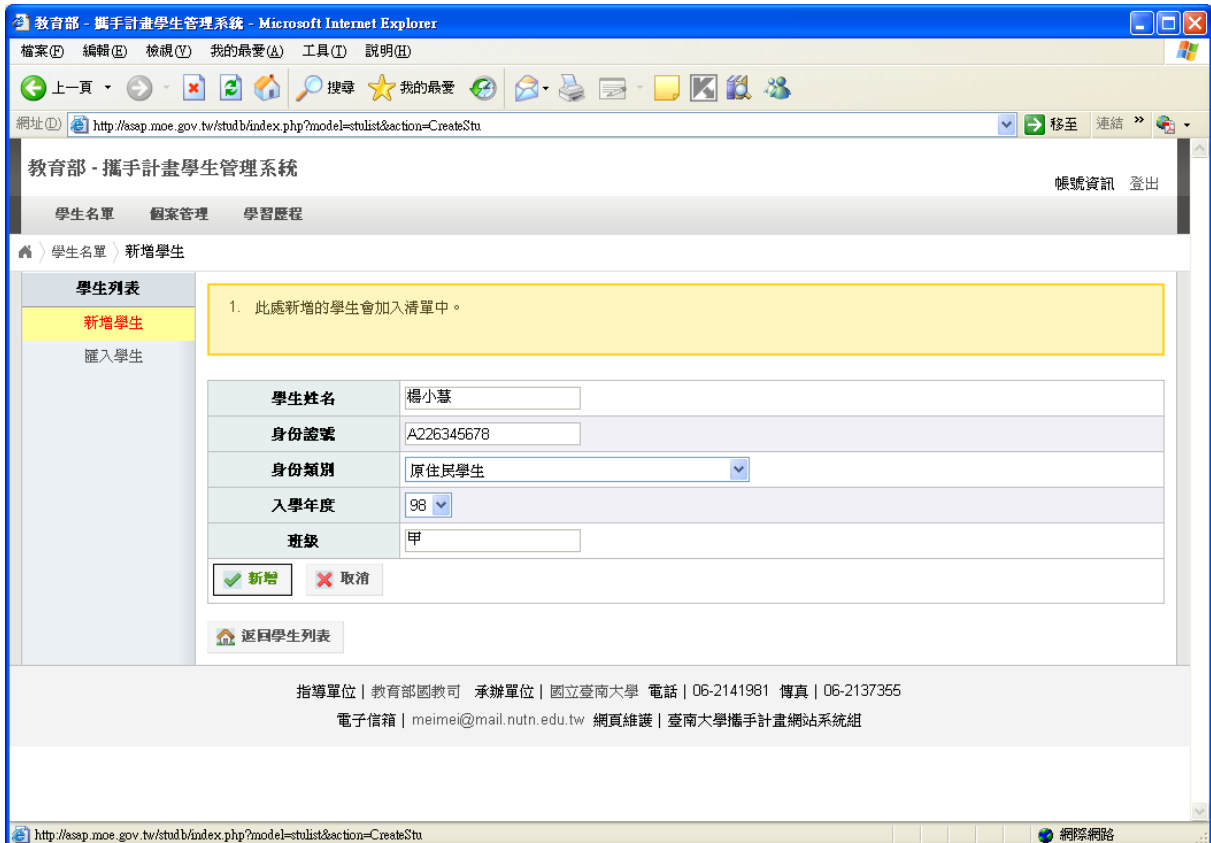 教育部 - 攜手計畫學生管理系統 - Microsoft Internet Explorer
檔案(F) 編輯(E) 檢視(V) 我的最愛(A) 工具(T) 說明(H)
上一頁 搜尋 我的最愛
網址(D) http://asap.moe.gov.tw/studb/index.php?model=stulist&action=CreateStu 移至 連結 »
教育部 - 攜手計畫學生管理系統
帳號資訊 登出
學生名單 個案管理 學習歷程
學生名單 新增學生
學生列表
新增學生
匯入學生
1. 此處新增的學生會加入清單中。
學生姓名 楊小慧
身份證號 A226345678
身份類別 原住民學生
入學年度 98
班級 甲
新增 取消
返回學生列表
指導單位 | 教育部國教司 承辦單位 | 國立臺南大學 電話 | 06-2141981 傳真 | 06-2137355
電子信箱 | meimei@mail.nutn.edu.tw 網頁維護 | 臺南大學攜手計畫網站系統組
http://asap.moe.gov.tw/studb/index.php?model=stulist&action=CreateStu 網際網路